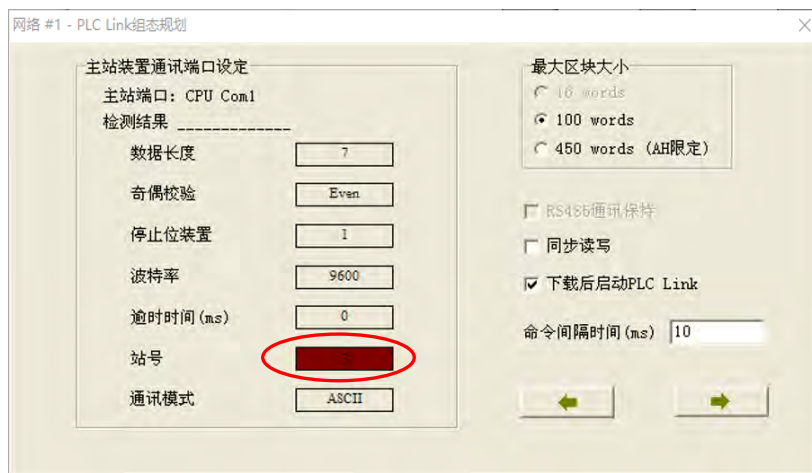 网络 #1 - PLC Link组态规划
主站装置通讯端口设定
主站端口: CPU Com1
检测结果 _____________
数据长度 7
奇偶校验 Even
停止位装置 1
波特率 9600
逾时时间(ms) 0
站号
通讯模式 ASCII
最大区块大小
16 words
100 words
450 words (AH限定)
RS485通讯保持
同步读写
下载后启动PLC Link
命令间隔时间(ms) 10